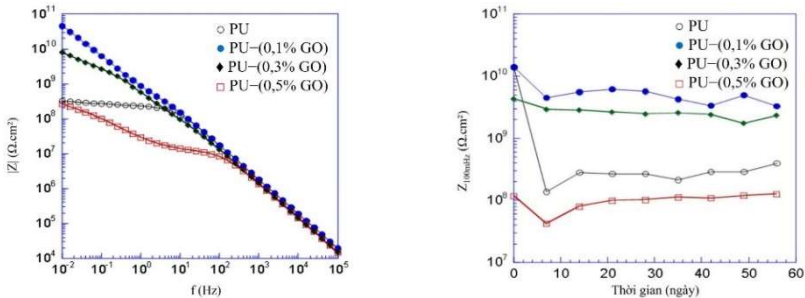 10¹¹
10¹⁰
10⁹
10⁸
10⁷
10⁶
10⁵
10⁴
|Z| (Ω.cm²)
PU
PU−(0,1% GO)
PU−(0,3% GO)
PU−(0,5% GO)
10⁻² 10⁻¹ 10⁰ 10¹ 10² 10³ 10⁴ 10⁵
f (Hz)
10¹¹
10¹⁰
10⁹
10⁸
10⁷
Z₁₀₀mHz (Ω.cm²)
PU
PU−(0,1% GO)
PU−(0,3% GO)
PU−(0,5% GO)
0 10 20 30 40 50 60
Thời gian (ngày)